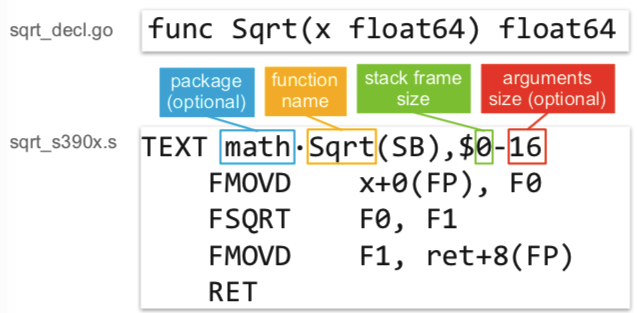 sqrt_decl.go
func Sqrt(x float64) float64
package (optional)
function name
stack frame size
arguments size (optional)
sqrt_s390x.s
TEXT math·Sqrt(SB),$0-16
FMOVD x+0(FP), F0
FSQRT F0, F1
FMOVD F1, ret+8(FP)
RET